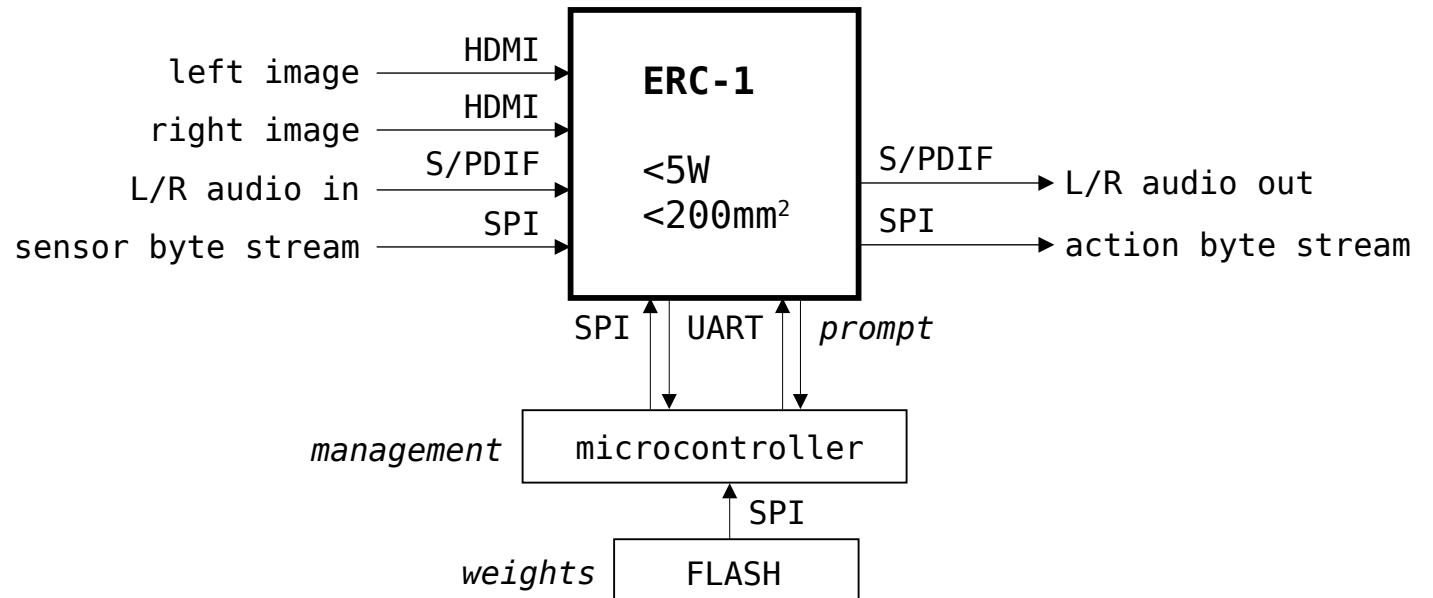 HDMI
left image
ERC-1
HDMI
right image
S/PDIF
L/R audio in
<5W
<200mm²
S/PDIF
L/R audio out
SPI
sensor byte stream
SPI
action byte stream
SPI
UART
prompt
management
microcontroller
SPI
weights
FLASH